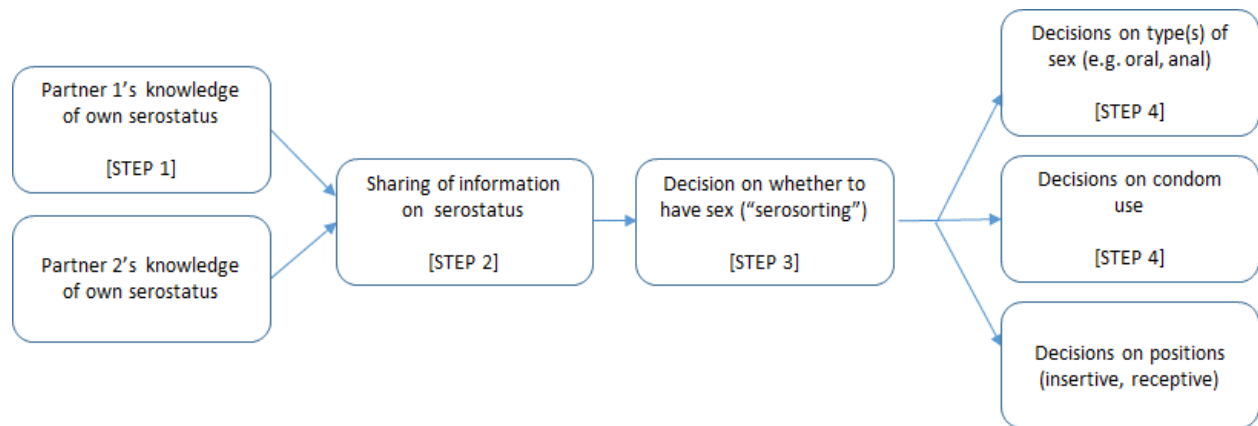 Partner 1’s knowledge
of own serostatus
[STEP 1]
Partner 2’s knowledge
of own serostatus
Sharing of information
on serostatus
[STEP 2]
Decision on whether to
have sex (“serosorting”)
[STEP 3]
Decisions on type(s) of
sex (e.g. oral, anal)
[STEP 4]
Decisions on condom
use
[STEP 4]
Decisions on positions
(insertive, receptive)